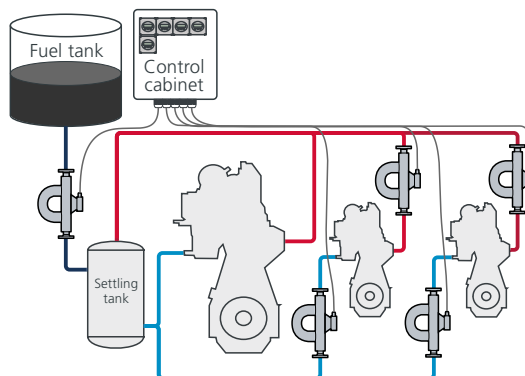 Fuel tank
Control
cabinet
Settling
tank